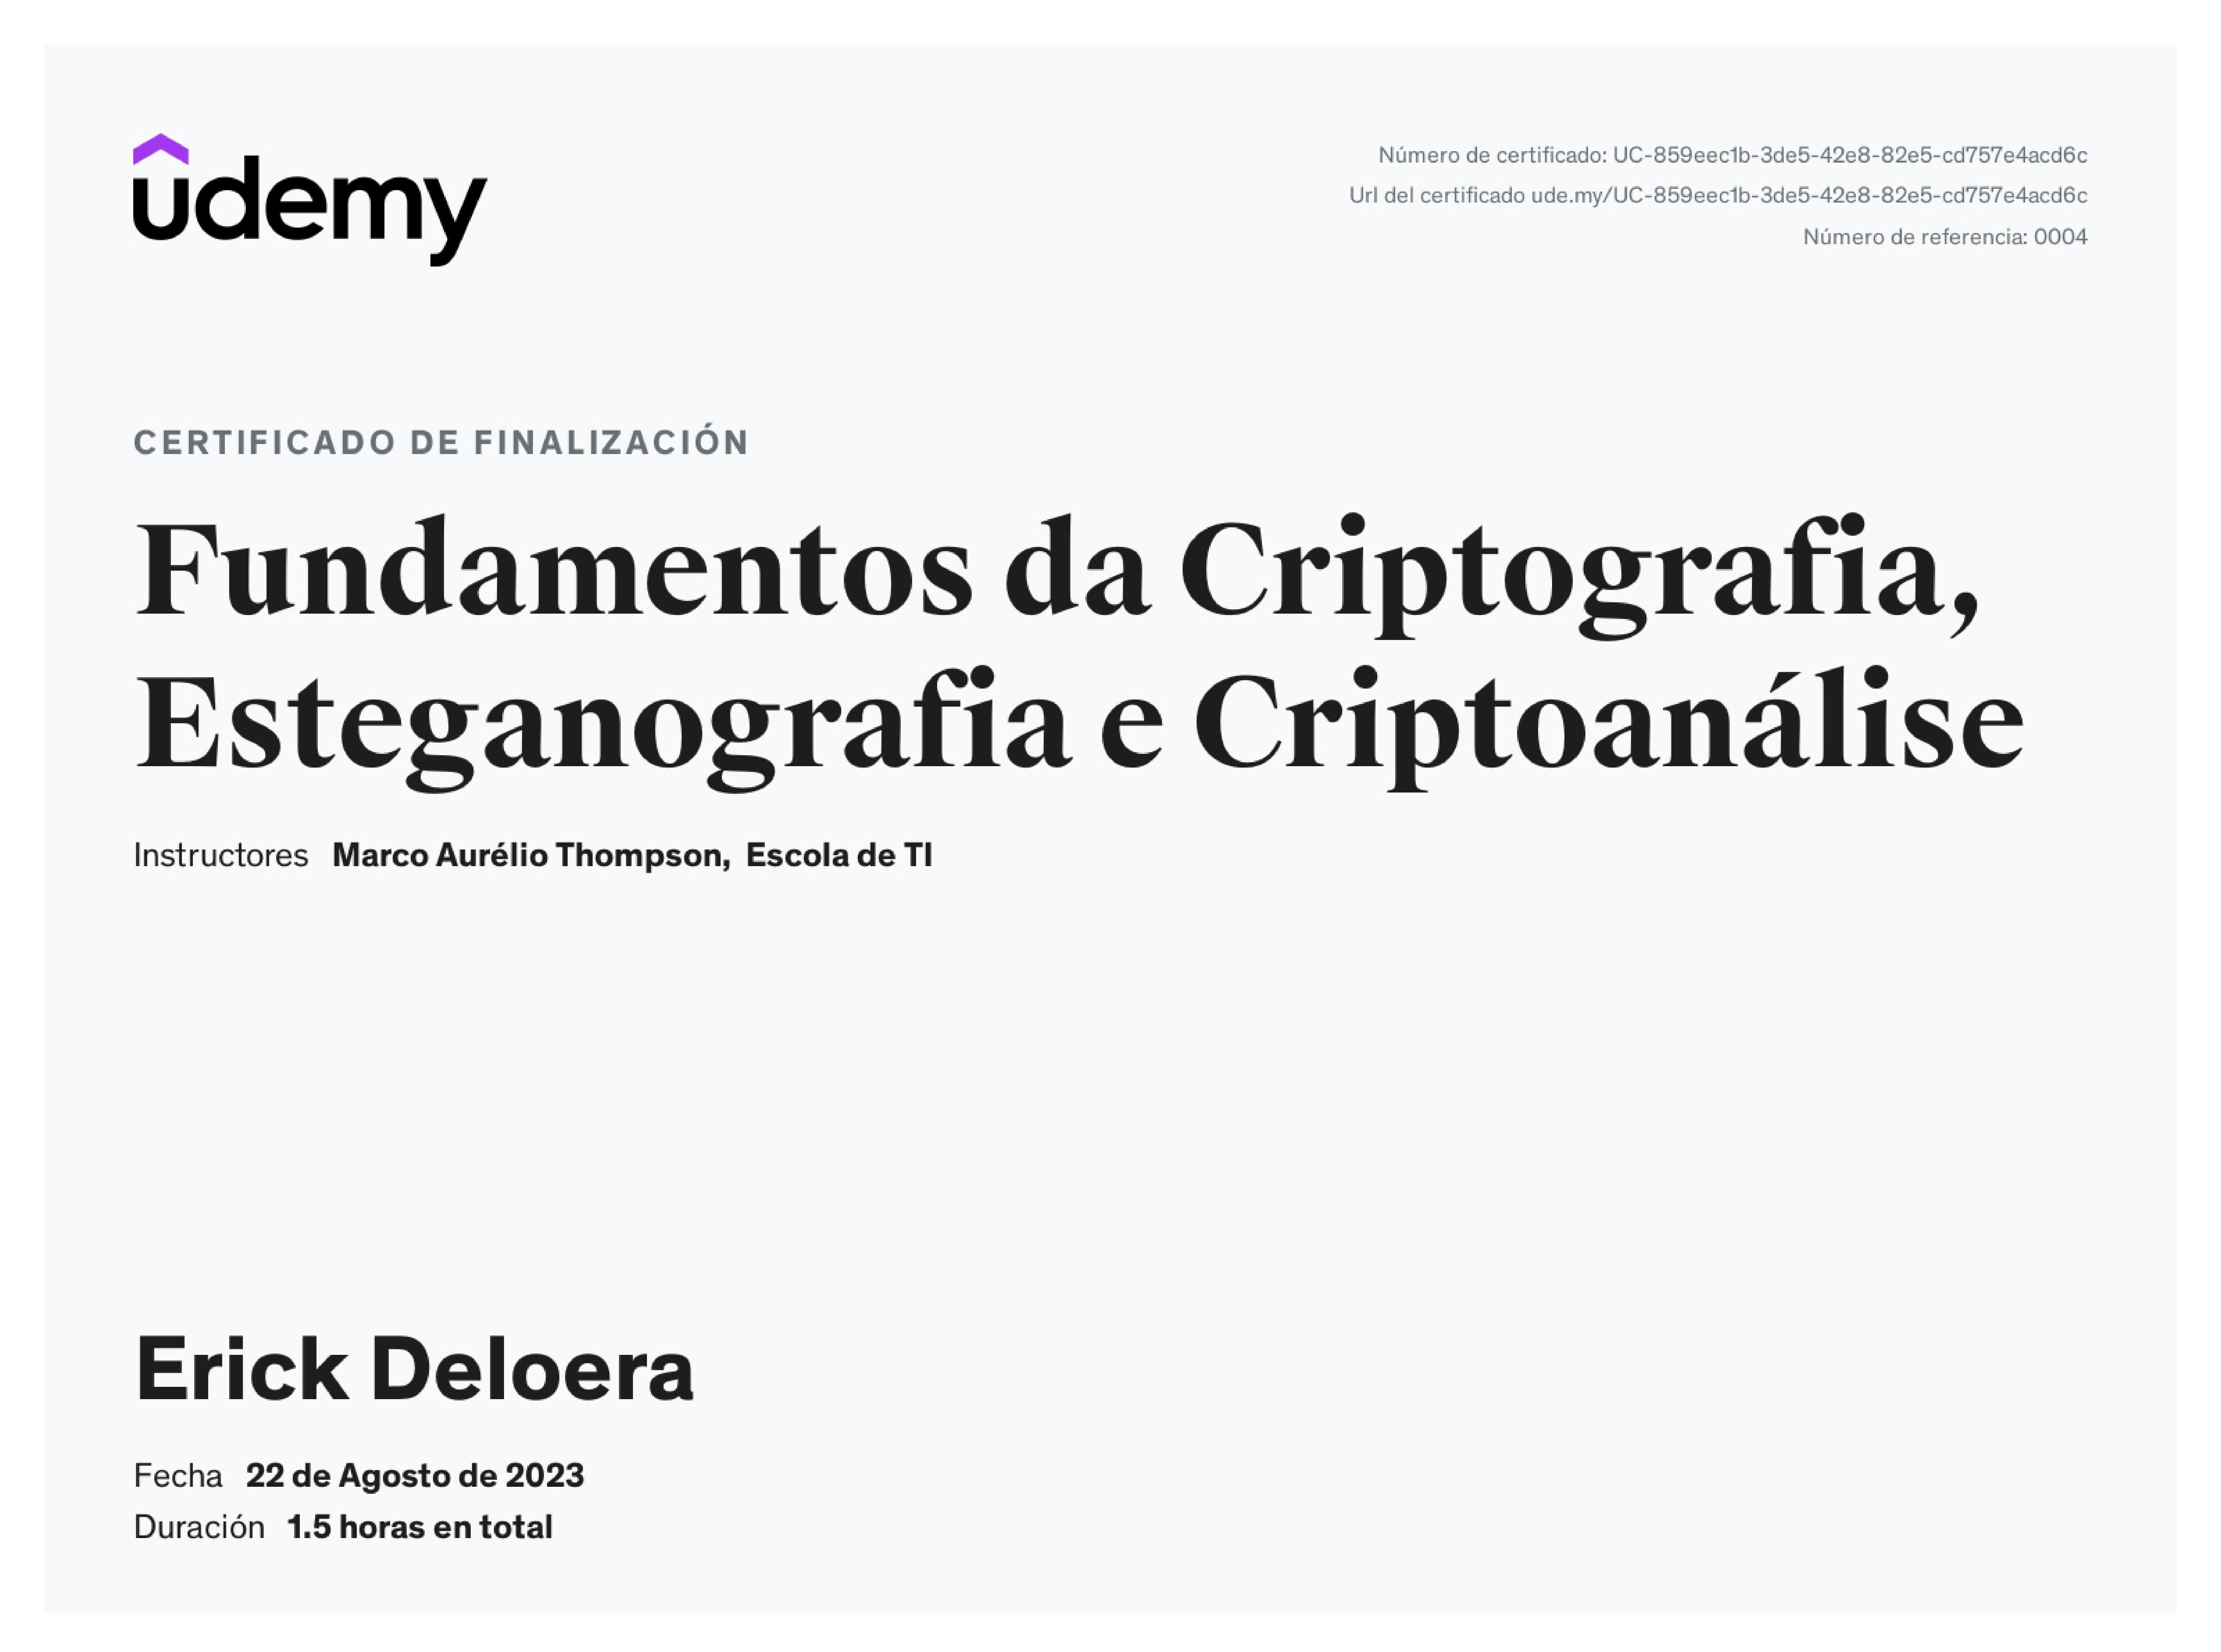 udemy
Número de certificado: UC-859eec1b-3de5-42e8-82e5-cd757e4acd6c
Url del certificado ude.my/UC-859eec1b-3de5-42e8-82e5-cd757e4acd6c
Número de referencia: 0004
CERTIFICADO DE FINALIZACIÓN
Fundamentos da Criptografia,
Esteganografia e Criptoanálise
Instructores Marco Aurélio Thompson, Escola de TI
Erick Deloera
Fecha 22 de Agosto de 2023
Duración 1.5 horas en total